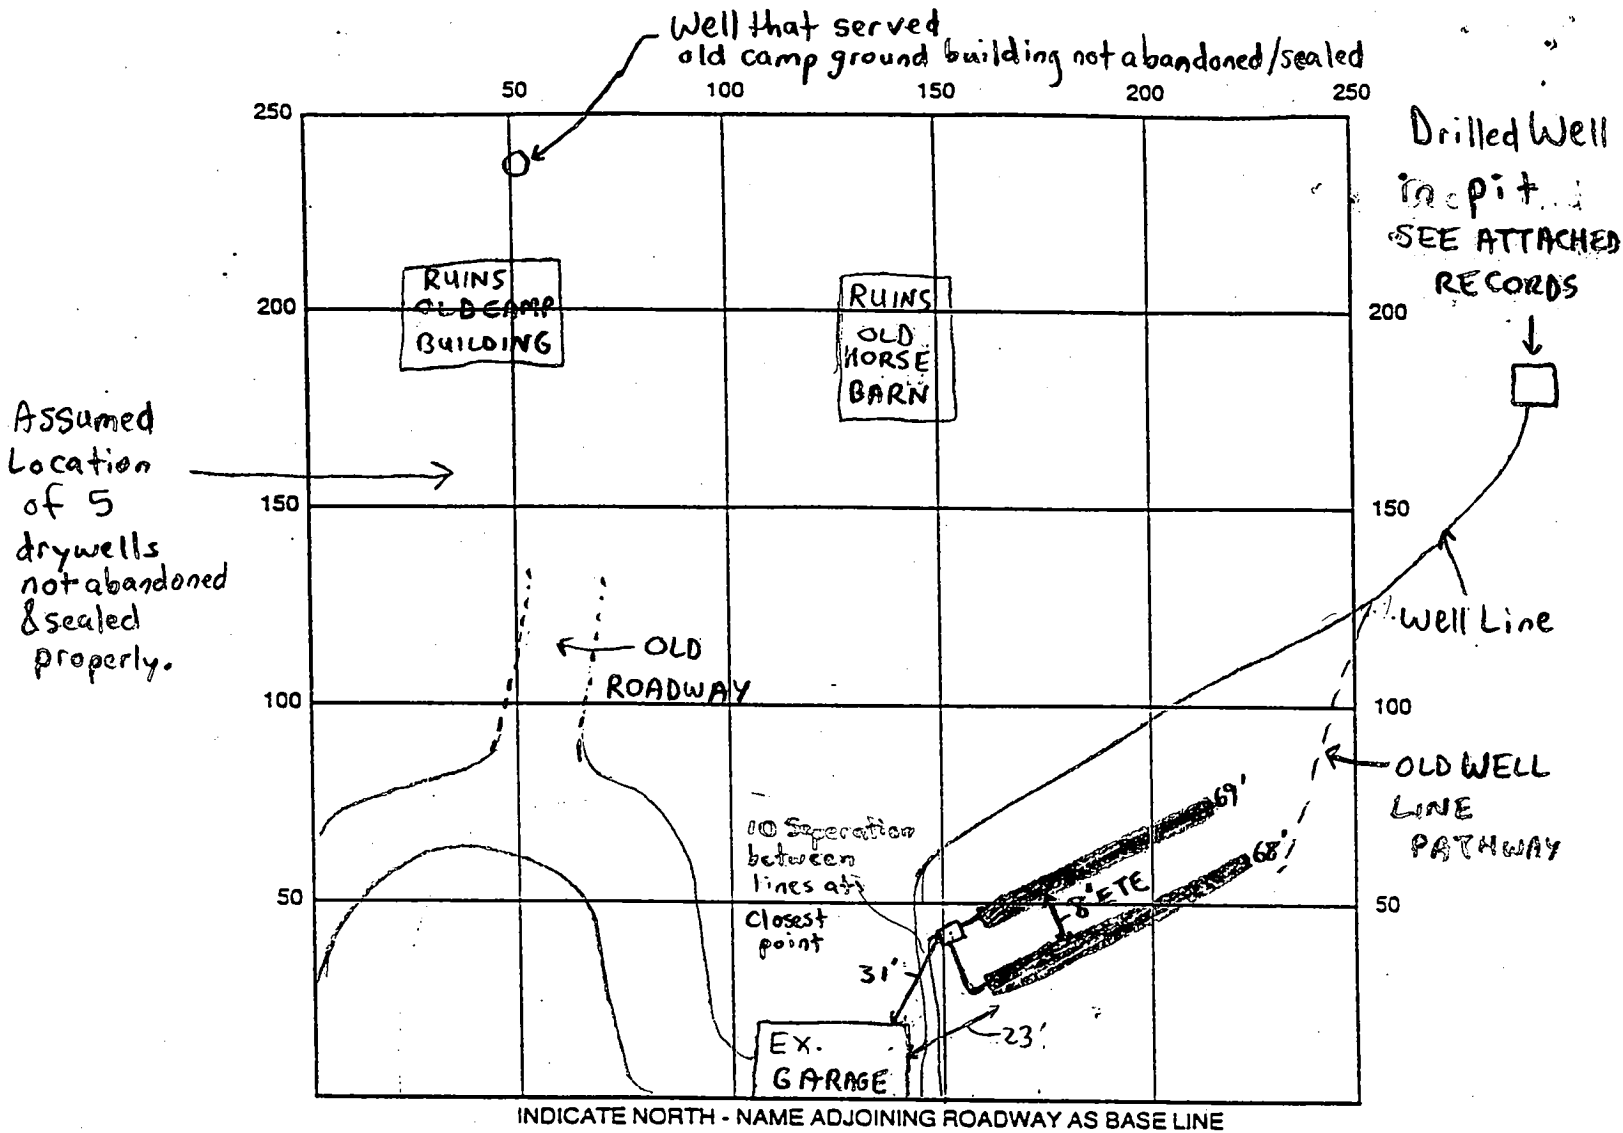 Well that served
old camp ground building not abandoned/sealed
50 100 150 200 250
250
Drilled Well
in pit
SEE ATTACHED
RECORDS
RUINS
OLD CAMP
BUILDING
RUINS
OLD
HORSE
BARN
200 200
Assumed
Location
of 5
drywells
not abandoned
& sealed
properly.
150 150
Well Line
OLD
ROADWAY
100 100
OLD WELL
LINE
PATHWAY
69'
68'
8' ETE
10 Seperation
between
lines at
Closest
point
50 50
31'
23'
EX.
GARAGE
INDICATE NORTH - NAME ADJOINING ROADWAY AS BASE LINE